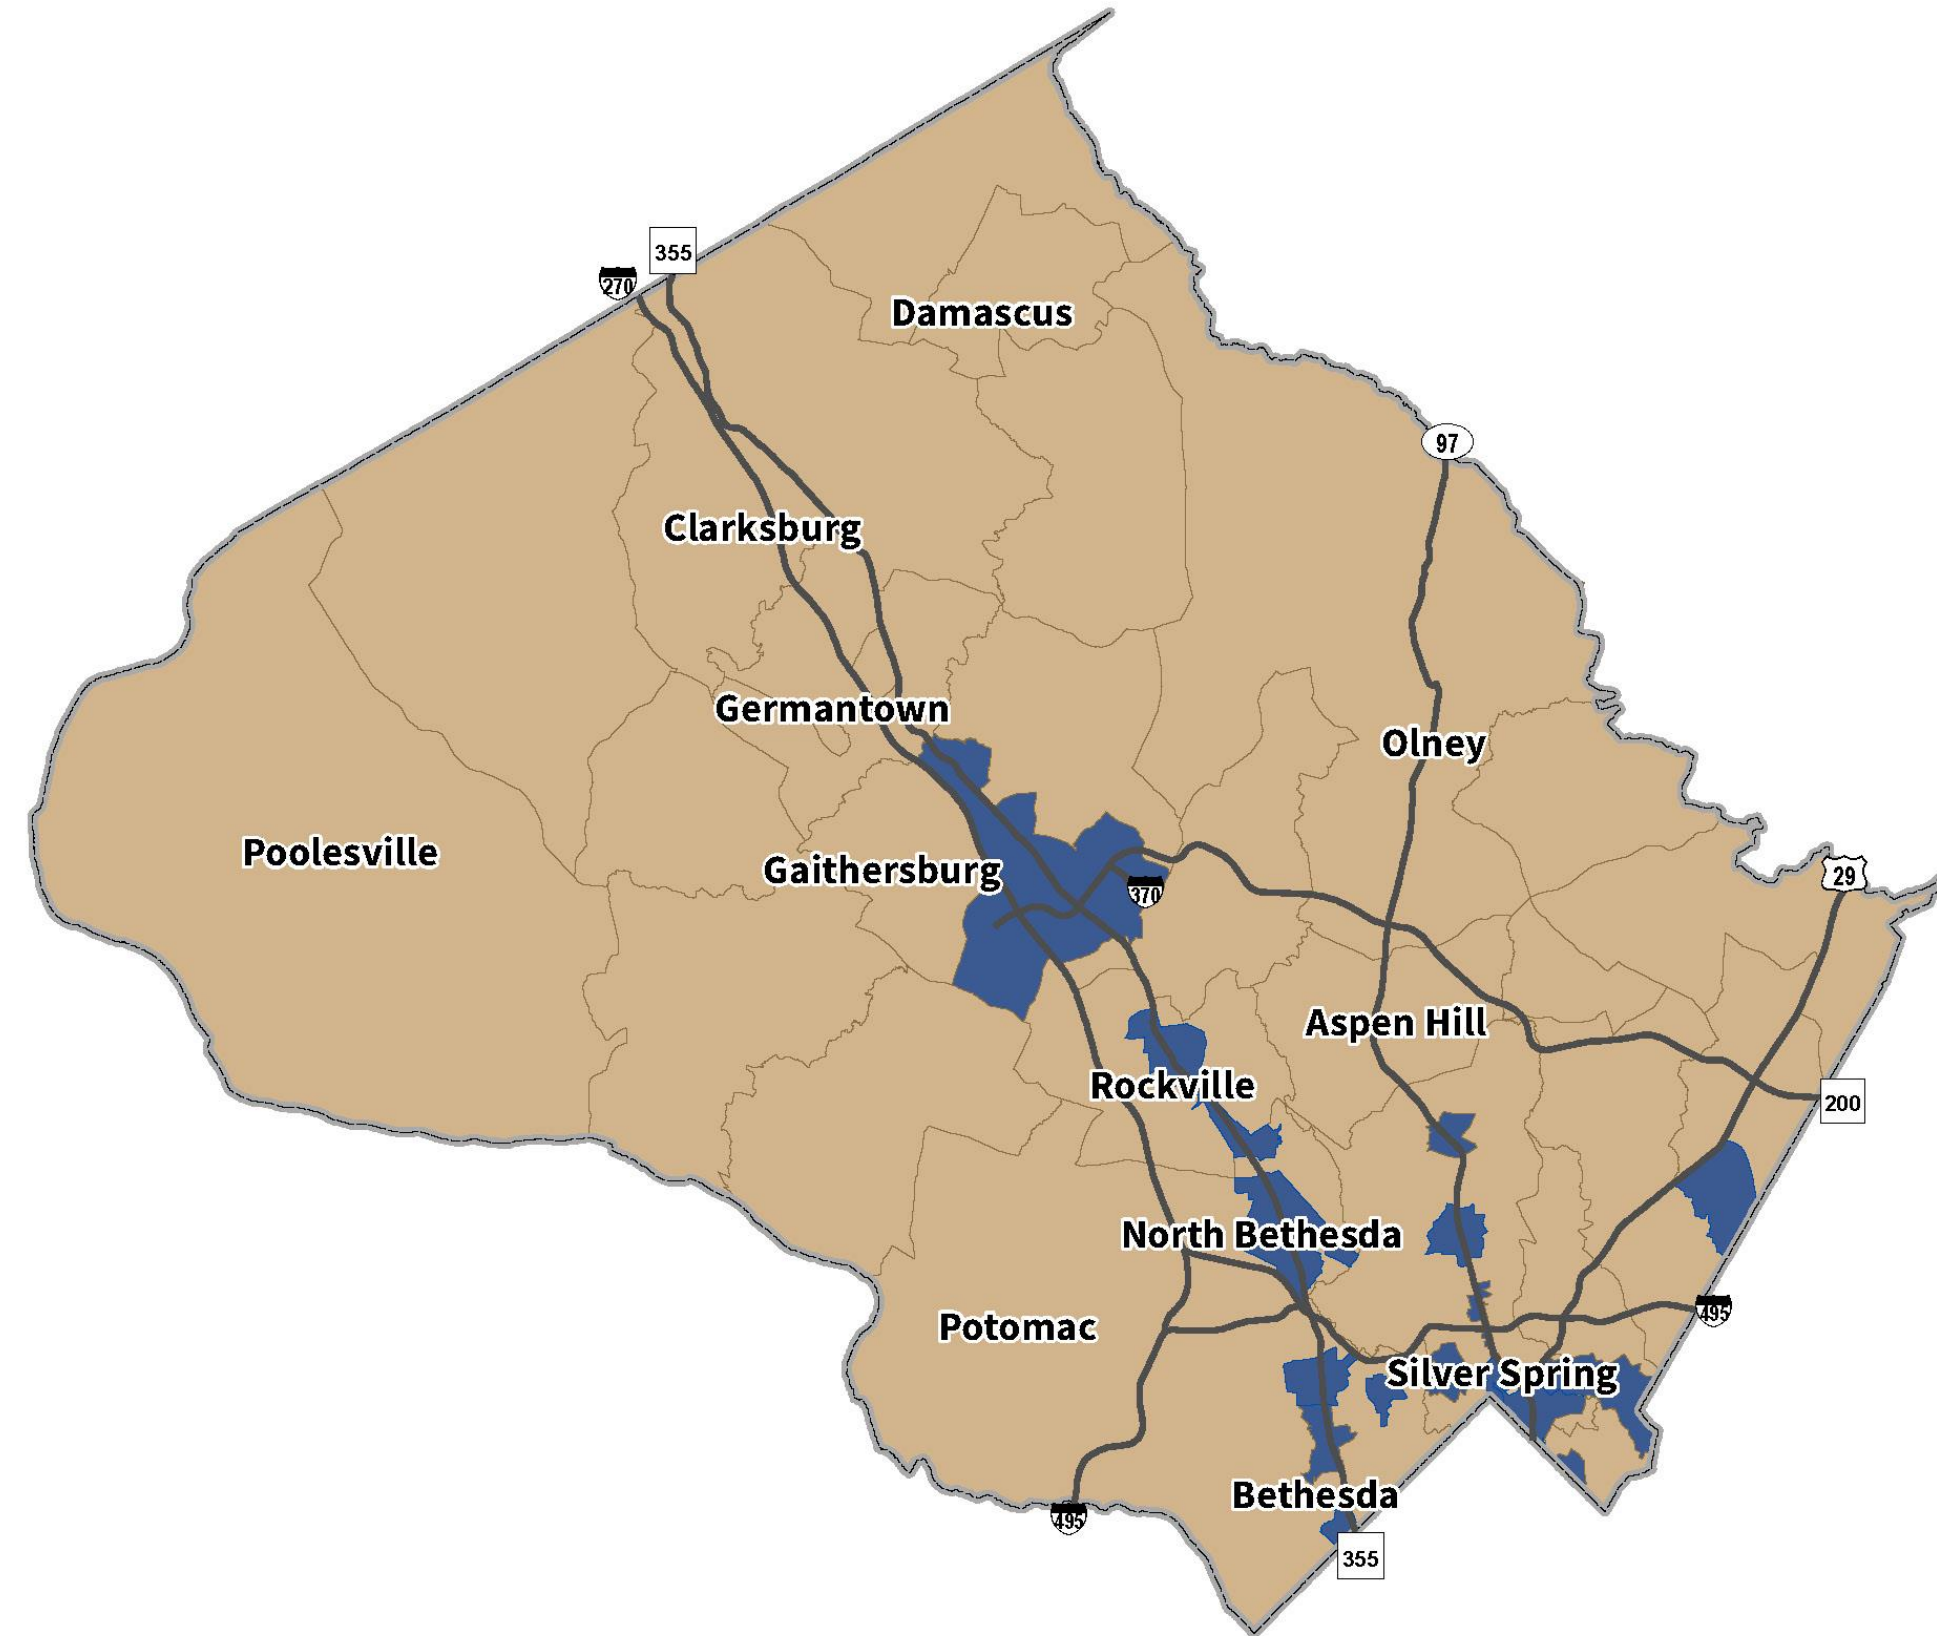 355
270
Damascus
97
Clarksburg
Germantown
Olney
Poolesville
Gaithersburg
29
370
Aspen Hill
Rockville
200
North Bethesda
495
Potomac
Silver Spring
Bethesda
495
355